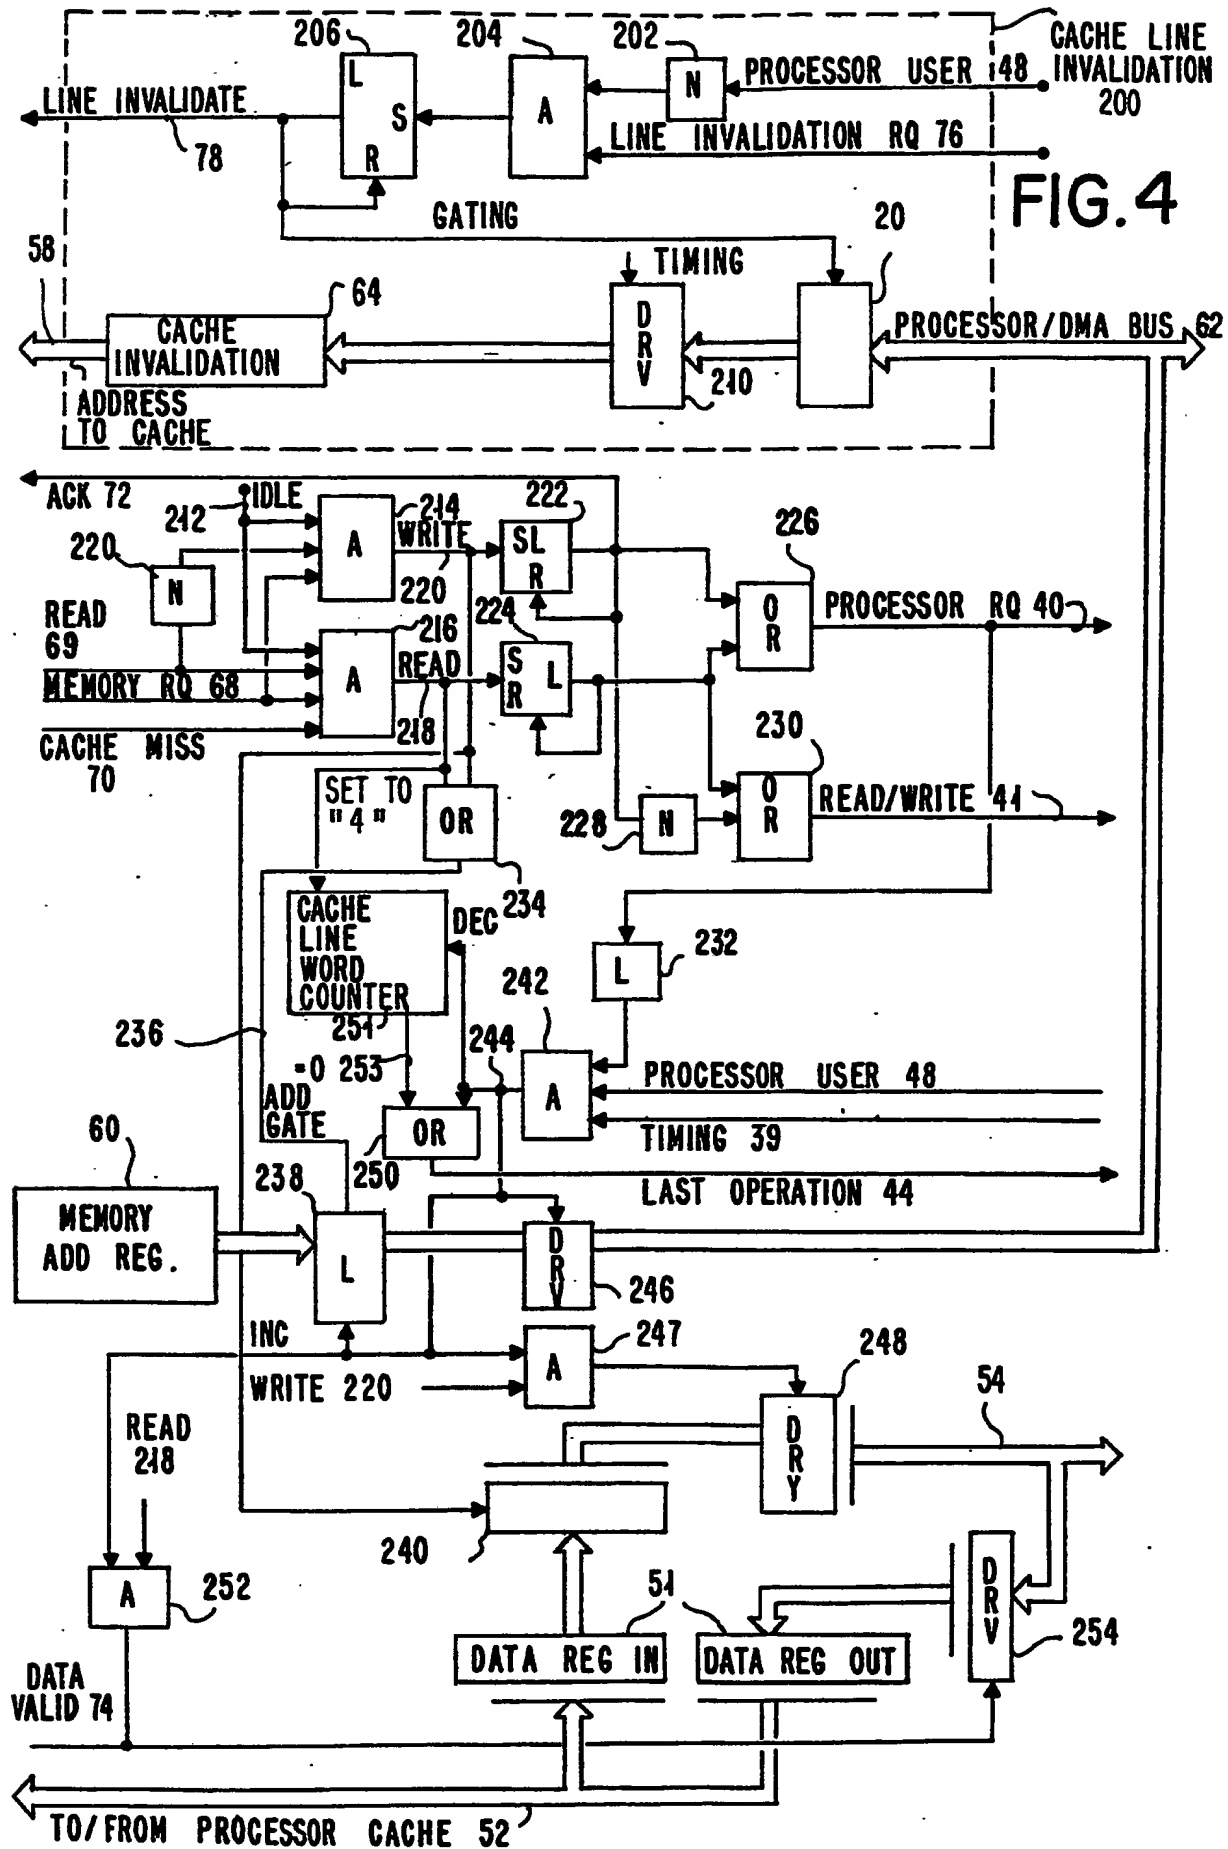 206
204
202
CACHE LINE
INVALIDATION
200
L
S
R
A
N
PROCESSOR USER 48
LINE INVALIDATE
78
LINE INVALIDATION RQ 76
FIG. 4
GATING
20
58
TIMING
64
CACHE
INVALIDATION
D
R
V
210
PROCESSOR/DMA BUS 62
ADDRESS
TO CACHE
ACK 72
IDLE
212
214
222
226
220
N
A
WRITE
220
SL
R
224
O
R
PROCESSOR RQ 40
READ
69
216
A
READ
218
S
R
L
MEMORY RQ 68
CACHE MISS
70
230
SET TO
"4"
OR
234
228
N
O
R
READ/WRITE 41
CACHE
LINE
WORD
COUNTER
251
DEC
L
232
242
236
=0
253
244
A
PROCESSOR USER 48
TIMING 39
ADD
GATE
OR
250
LAST OPERATION 44
60
238
MEMORY
ADD REG.
L
D
R
V
246
INC
247
A
248
WRITE 220
54
READ
218
D
R
Y
240
A
252
51
D
R
V
254
DATA REG IN
DATA REG OUT
DATA
VALID 74
TO/FROM PROCESSOR CACHE 52